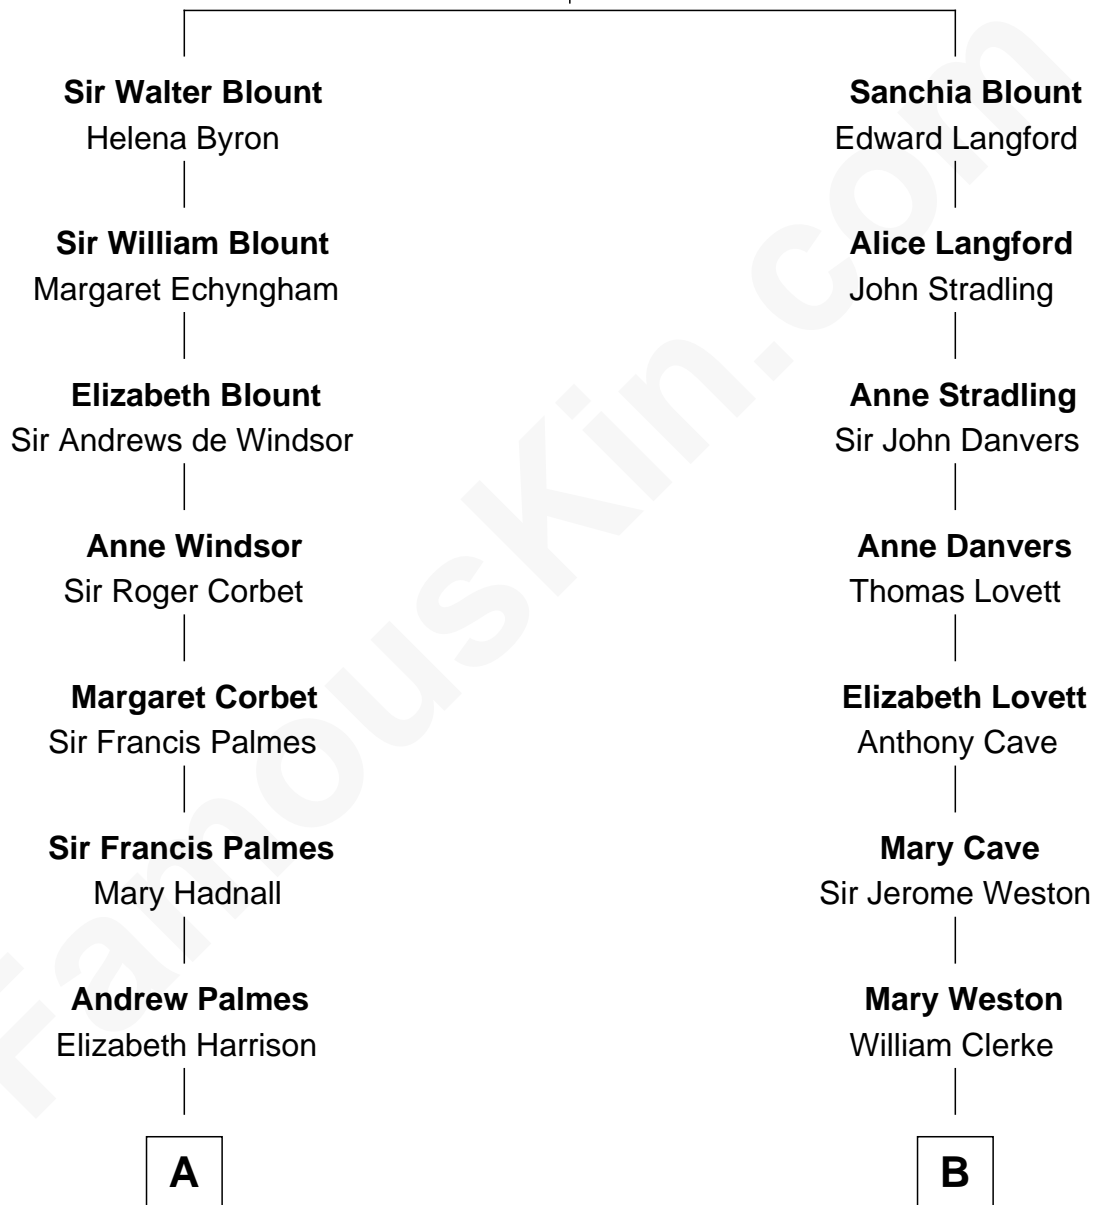 Sir Walter Blount
Helena Byron
Sir William Blount
Margaret Echyngham
Elizabeth Blount
Sir Andrews de Windsor
Anne Windsor
Sir Roger Corbet
Margaret Corbet
Sir Francis Palmes
Sir Francis Palmes
Mary Hadnall
Andrew Palmes
Elizabeth Harrison
A
Sanchia Blount
Edward Langford
Alice Langford
John Stradling
Anne Stradling
Sir John Danvers
Anne Danvers
Thomas Lovett
Elizabeth Lovett
Anthony Cave
Mary Cave
Sir Jerome Weston
Mary Weston
William Clerke
B
FamousKin.com